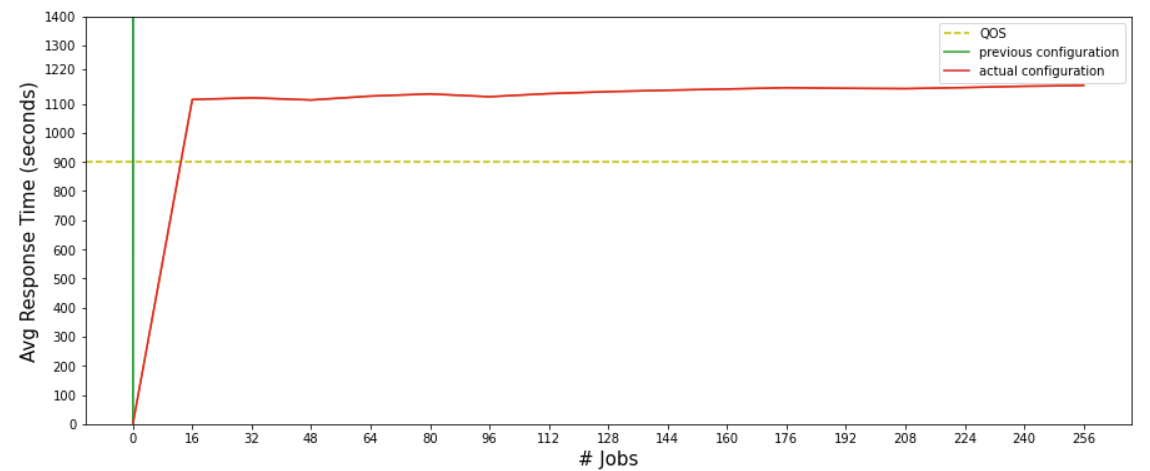 1400
1300
1220
1100
1000
900
800
700
600
500
400
300
200
100
0
Avg Response Time (seconds)
QOS
previous configuration
actual configuration
0 16 32 48 64 80 96 112 128 144 160 176 192 208 224 240 256
# Jobs